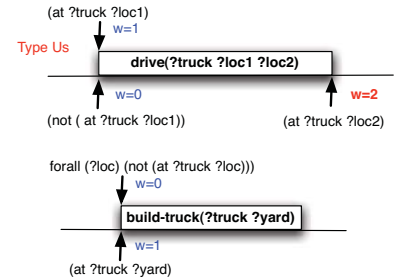 (at ?truck ?loc1)
w=1
Type Us
drive(?truck ?loc1 ?loc2)
w=0
w=2
(not ( at ?truck ?loc1))
(at ?truck ?loc2)
forall (?loc) (not (at ?truck ?loc)))
w=0
build-truck(?truck ?yard)
w=1
(at ?truck ?yard)